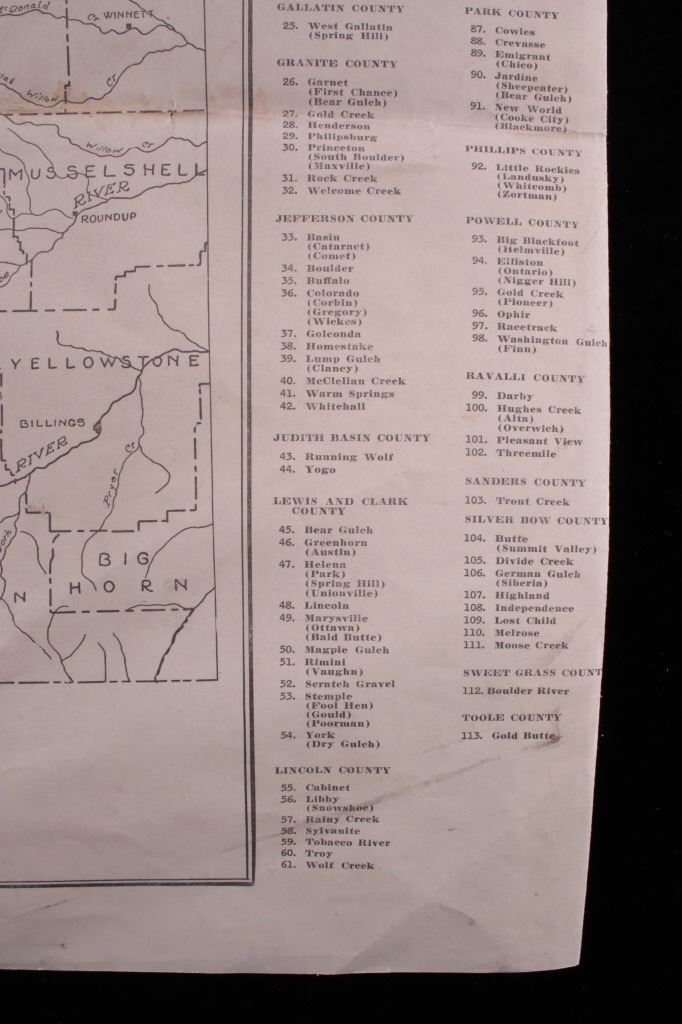 McDonald
Cr
WINNETT
Willow
Cr
Willow Cr
MUSSELSHELL
RIVER
ROUNDUP
YELLOWSTONE
BILLINGS
RIVER
Pryor Cr
BIG
HORN
N
GALLATIN COUNTY
25. West Gallatin
(Spring Hill)
GRANITE COUNTY
26. Garnet
(First Chance)
(Bear Gulch)
27. Gold Creek
28. Henderson
29. Philipsburg
30. Princeton
(South Boulder)
(Maxville)
31. Rock Creek
32. Welcome Creek
JEFFERSON COUNTY
33. Basin
(Cataract)
(Comet)
34. Boulder
35. Buffalo
36. Colorado
(Corbin)
(Gregory)
(Wickes)
37. Golconda
38. Homestake
39. Lump Gulch
(Clancy)
40. McClellan Creek
41. Warm Springs
42. Whitehall
JUDITH BASIN COUNTY
43. Running Wolf
44. Yogo
LEWIS AND CLARK
COUNTY
45. Bear Gulch
46. Greenhorn
(Austin)
47. Helena
(Park)
(Spring Hill)
(Unionville)
48. Lincoln
49. Marysville
(Ottawa)
(Bald Butte)
50. Magpie Gulch
51. Rimini
(Vaughn)
52. Scratch Gravel
53. Stemple
(Fool Hen)
(Gould)
(Poorman)
54. York
(Dry Gulch)
LINCOLN COUNTY
55. Cabinet
56. Libby
(Snowshoe)
57. Rainy Creek
58. Sylvanite
59. Tobacco River
60. Troy
61. Wolf Creek
PARK COUNTY
87. Cowles
88. Crevasse
89. Emigrant
(Chico)
90. Jardine
(Sheepeater)
(Bear Gulch)
91. New World
(Cooke City)
(Blackmore)
PHILLIPS COUNTY
92. Little Rockies
(Landusky)
(Whitcomb)
(Zortman)
POWELL COUNTY
93. Big Blackfoot
(Helmville)
94. Elliston
(Ontario)
(Nigger Hill)
95. Gold Creek
(Pioneer)
96. Ophir
97. Racetrack
98. Washington Gulch
(Finn)
RAVALLI COUNTY
99. Darby
100. Hughes Creek
(Alta)
(Overwich)
101. Pleasant View
102. Threemile
SANDERS COUNTY
103. Trout Creek
SILVER BOW COUNTY
104. Butte
(Summit Valley)
105. Divide Creek
106. German Gulch
(Siberia)
107. Highland
108. Independence
109. Lost Child
110. Melrose
111. Moose Creek
SWEET GRASS COUNT
112. Boulder River
TOOLE COUNTY
113. Gold Butte